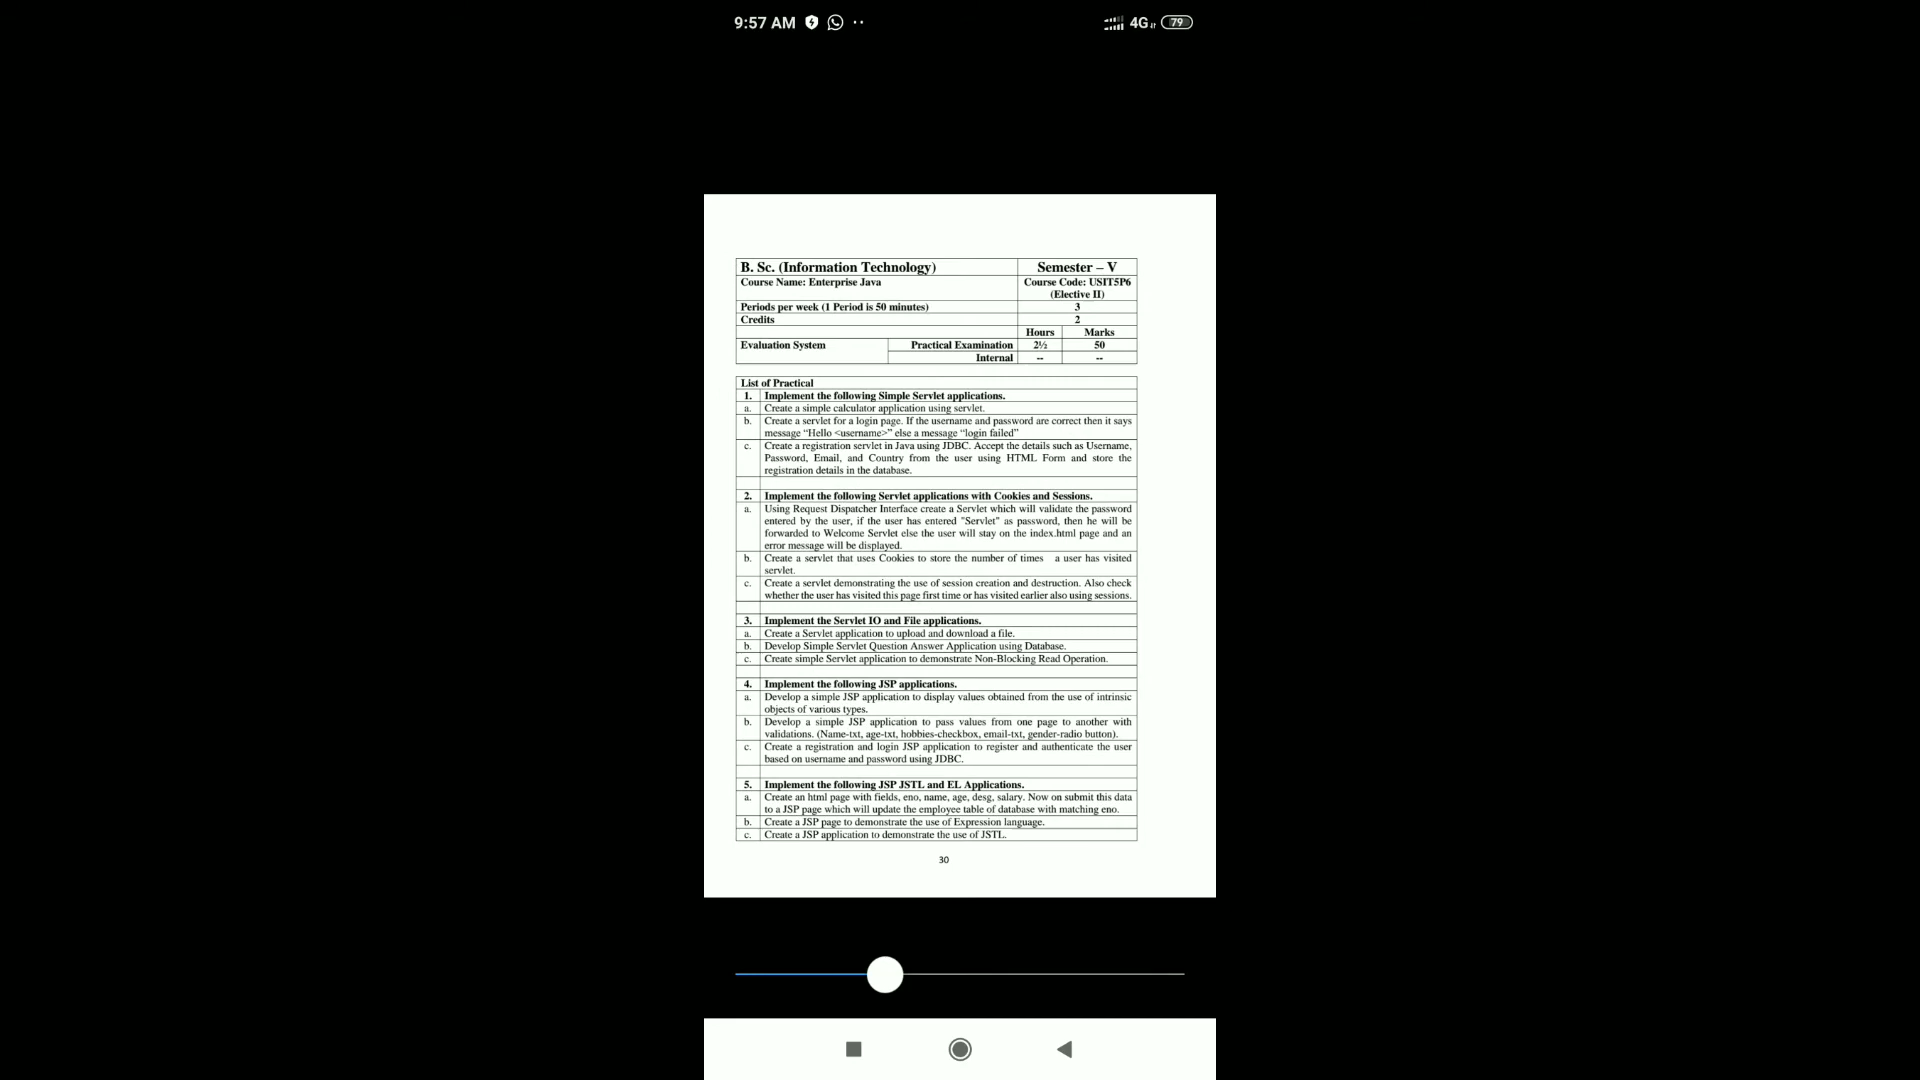 9:57 AM
4G
79
B. Sc. (Information Technology) Semester – V
Course Name: Enterprise Java Course Code: USIT5P6
(Elective II)
Periods per week (1 Period is 50 minutes) 3
Credits 2
Hours Marks
Evaluation System Practical Examination 2½ 50
Internal -- --
List of Practical
1. Implement the following Simple Servlet applications.
a. Create a simple calculator application using servlet.
b. Create a servlet for a login page. If the username and password are correct then it says
message “Hello <username>” else a message “login failed”
c. Create a registration servlet in Java using JDBC. Accept the details such as Username,
Password, Email, and Country from the user using HTML Form and store the
registration details in the database.
2. Implement the following Servlet applications with Cookies and Sessions.
a. Using Request Dispatcher Interface create a Servlet which will validate the password
entered by the user, if the user has entered "Servlet" as password, then he will be
forwarded to Welcome Servlet else the user will stay on the index.html page and an
error message will be displayed.
b. Create a servlet that uses Cookies to store the number of times a user has visited
servlet.
c. Create a servlet demonstrating the use of session creation and destruction. Also check
whether the user has visited this page first time or has visited earlier also using sessions.
3. Implement the Servlet IO and File applications.
a. Create a Servlet application to upload and download a file.
b. Develop Simple Servlet Question Answer Application using Database.
c. Create simple Servlet application to demonstrate Non-Blocking Read Operation.
4. Implement the following JSP applications.
a. Develop a simple JSP application to display values obtained from the use of intrinsic
objects of various types.
b. Develop a simple JSP application to pass values from one page to another with
validations. (Name-txt, age-txt, hobbies-checkbox, email-txt, gender-radio button).
c. Create a registration and login JSP application to register and authenticate the user
based on username and password using JDBC.
5. Implement the following JSP JSTL and EL Applications.
a. Create an html page with fields, eno, name, age, desg, salary. Now on submit this data
to a JSP page which will update the employee table of database with matching eno.
b. Create a JSP page to demonstrate the use of Expression language.
c. Create a JSP application to demonstrate the use of JSTL.
30